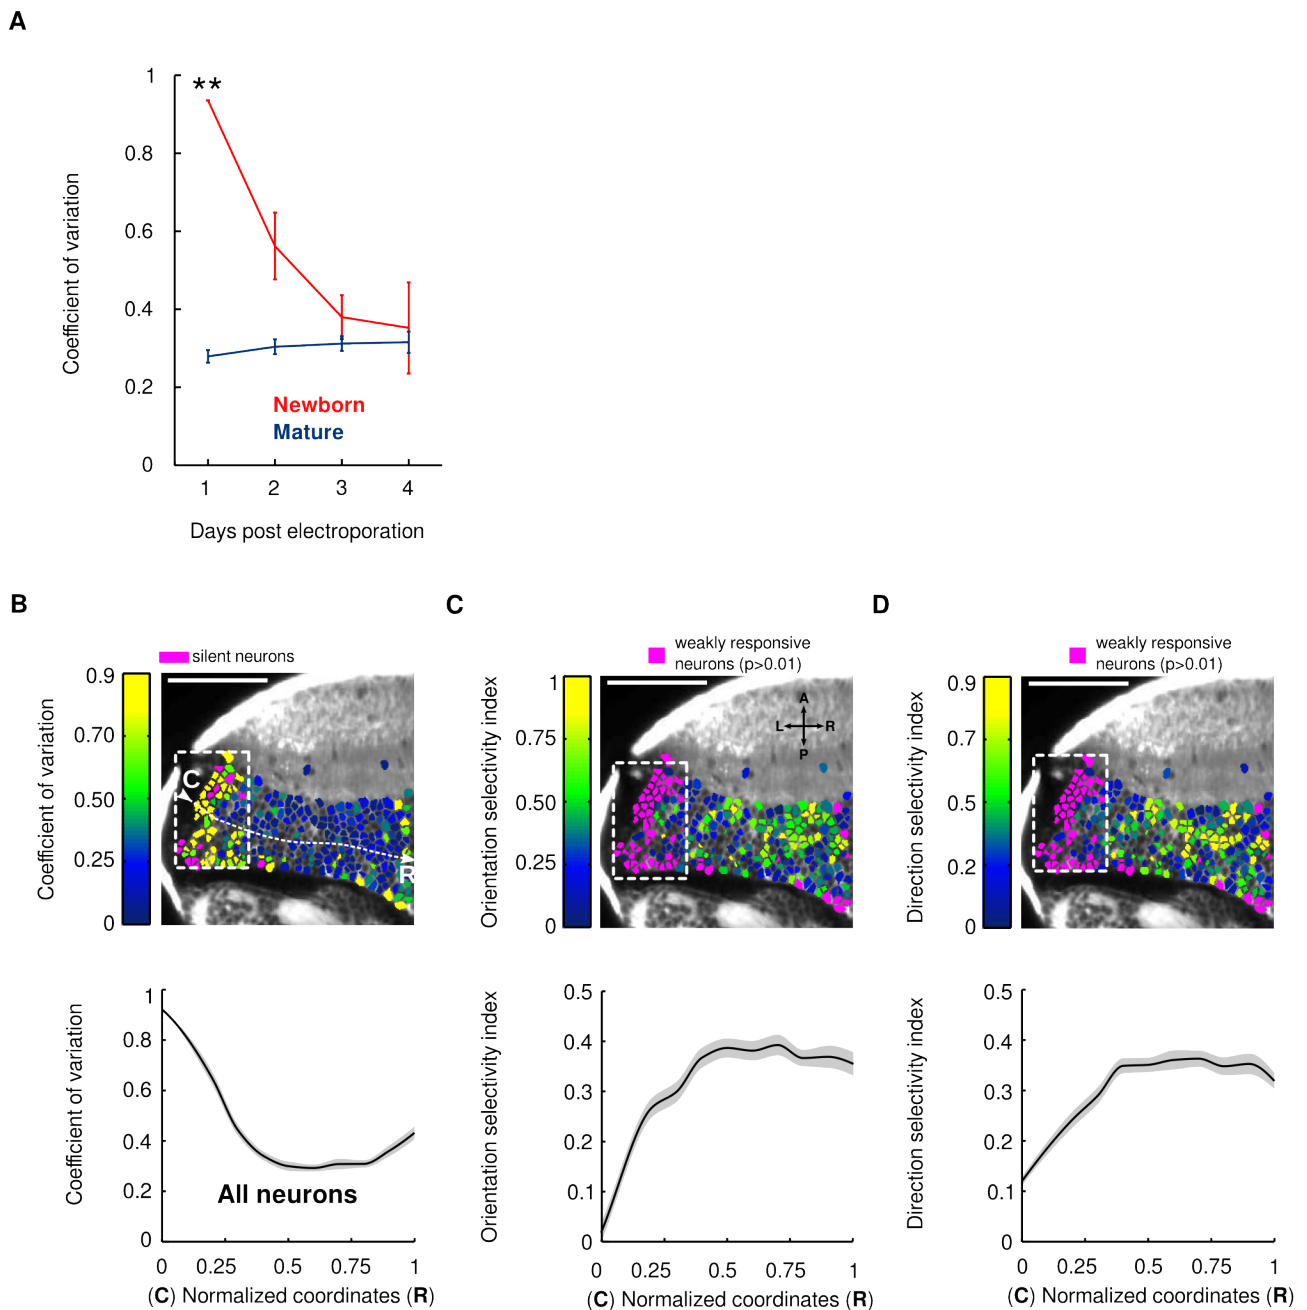 A
**
1
0.8
0.6
0.4
0.2
0
Coefficient of variation
Newborn
Mature
1 2 3 4
Days post electroporation
B
silent neurons
0.9
0.70
0.50
0.25
0
Coefficient of variation
C
R
C
weakly responsive
neurons (p>0.01)
1
0.75
0.50
0.25
0
Orientation selectivity index
A
L R
P
D
weakly responsive
neurons (p>0.01)
0.9
0.7
0.5
0.2
0
Direction selectivity index
1
0.8
0.6
0.4
0.2
0
Coefficient of variation
All neurons
0 0.25 0.5 0.75 1
(C) Normalized coordinates (R)
0.5
0.4
0.3
0.2
0.1
0
Orientation selectivity index
0 0.25 0.5 0.75 1
(C) Normalized coordinates (R)
0.5
0.4
0.3
0.2
0.1
0
Direction selectivity index
0 0.25 0.5 0.75 1
(C) Normalized coordinates (R)